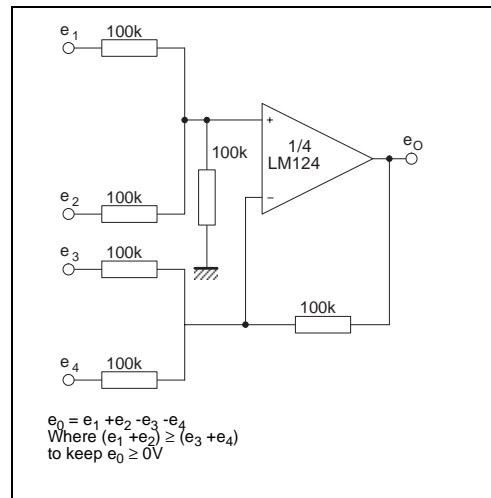 e1
100k
+
1/4
LM124
−
eO
100k
e2
100k
e3
100k
100k
e4
100k
e0 = e1 +e2 -e3 -e4
Where (e1 +e2) ≥ (e3 +e4)
to keep e0 ≥ 0V